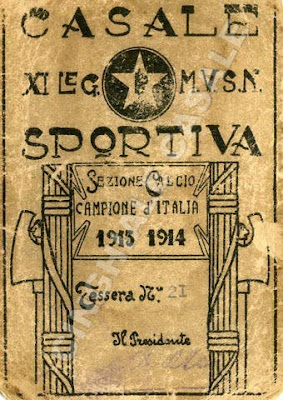 CASALE
XI LEG. M.V.S.N.
SPORTIVA
SEZIONE CALCIO
CAMPIONE d'ITALIA
1913 1914
Tessera N° 21
Il Presidente